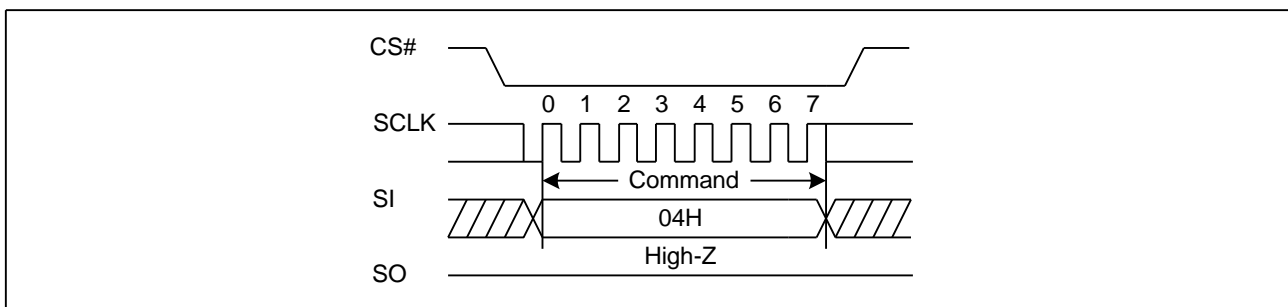 CS#
0 1 2 3 4 5 6 7
SCLK
Command
SI
04H
High-Z
SO